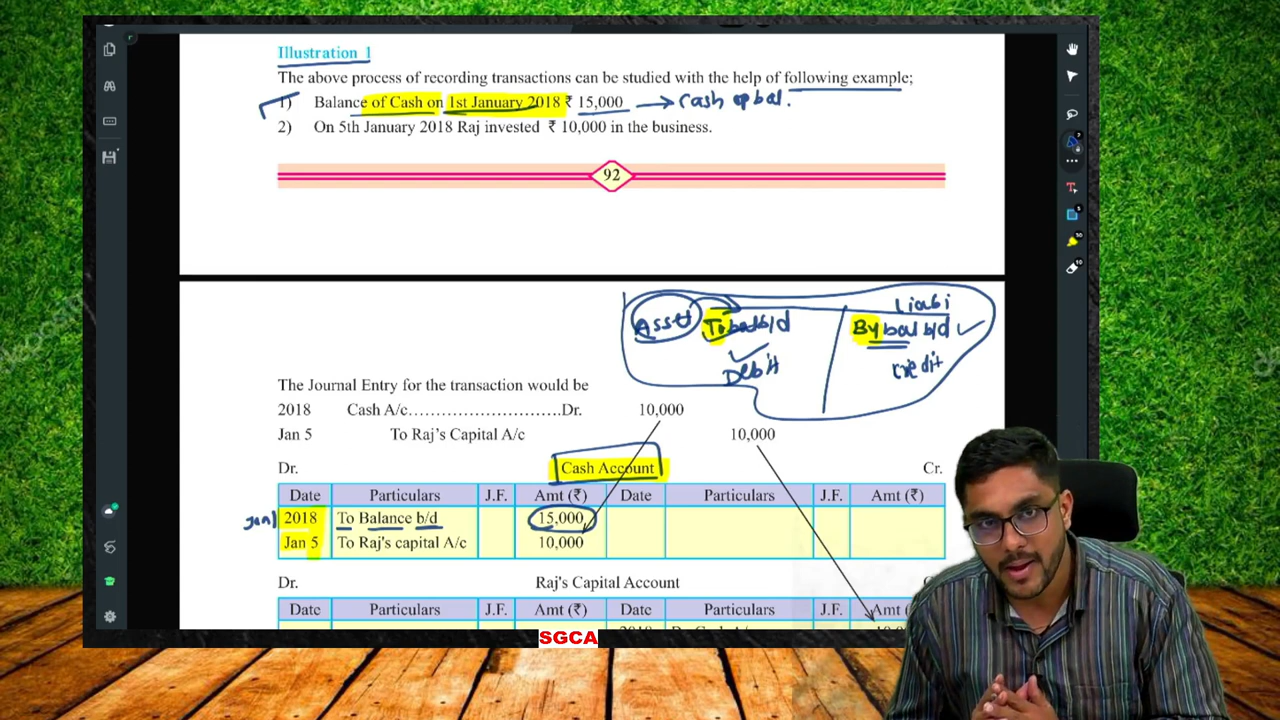 Illustration 1
The above process of recording transactions can be studied with the help of following example;
1) Balance of Cash on 1st January 2018 ₹ 15,000 → Cash op bal.
2) On 5th January 2018 Raj invested ₹ 10,000 in the business.
92
Liabi
Asset To bal b/d By bal b/d
Debit credit
The Journal Entry for the transaction would be
2018 Cash A/c............................Dr. 10,000
Jan 5 To Raj's Capital A/c 10,000
Dr. Cash Account Cr.
Date Particulars J.F. Amt (₹) Date Particulars J.F. Amt (₹)
Jan 1 2018 To Balance b/d 15,000
Jan 5 To Raj's capital A/c 10,000
Dr. Raj's Capital Account
Date Particulars J.F. Amt (₹) Date Particulars J.F. Amt (₹)
SGCA